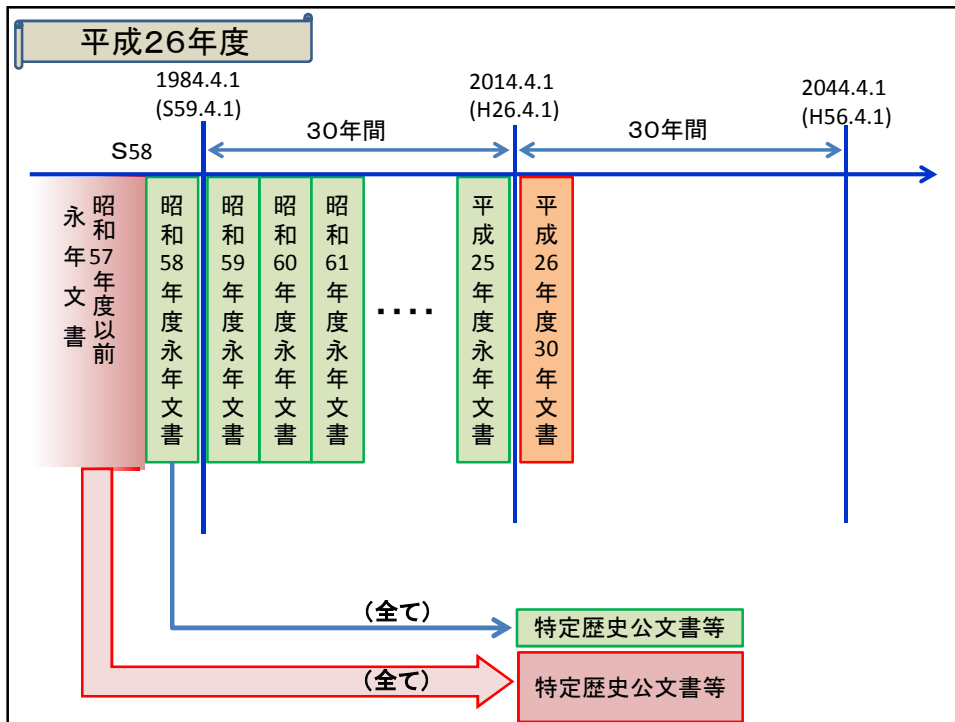 平成26年度
1984.4.1
(S59.4.1)
2014.4.1
(H26.4.1)
2044.4.1
(H56.4.1)
30年間
30年間
S58
昭和57年度以前
永年文書
昭和58年度永年文書
昭和59年度永年文書
昭和60年度永年文書
昭和61年度永年文書
・・・・
平成25年度永年文書
平成26年度30年文書
(全て)
特定歴史公文書等
(全て)
特定歴史公文書等